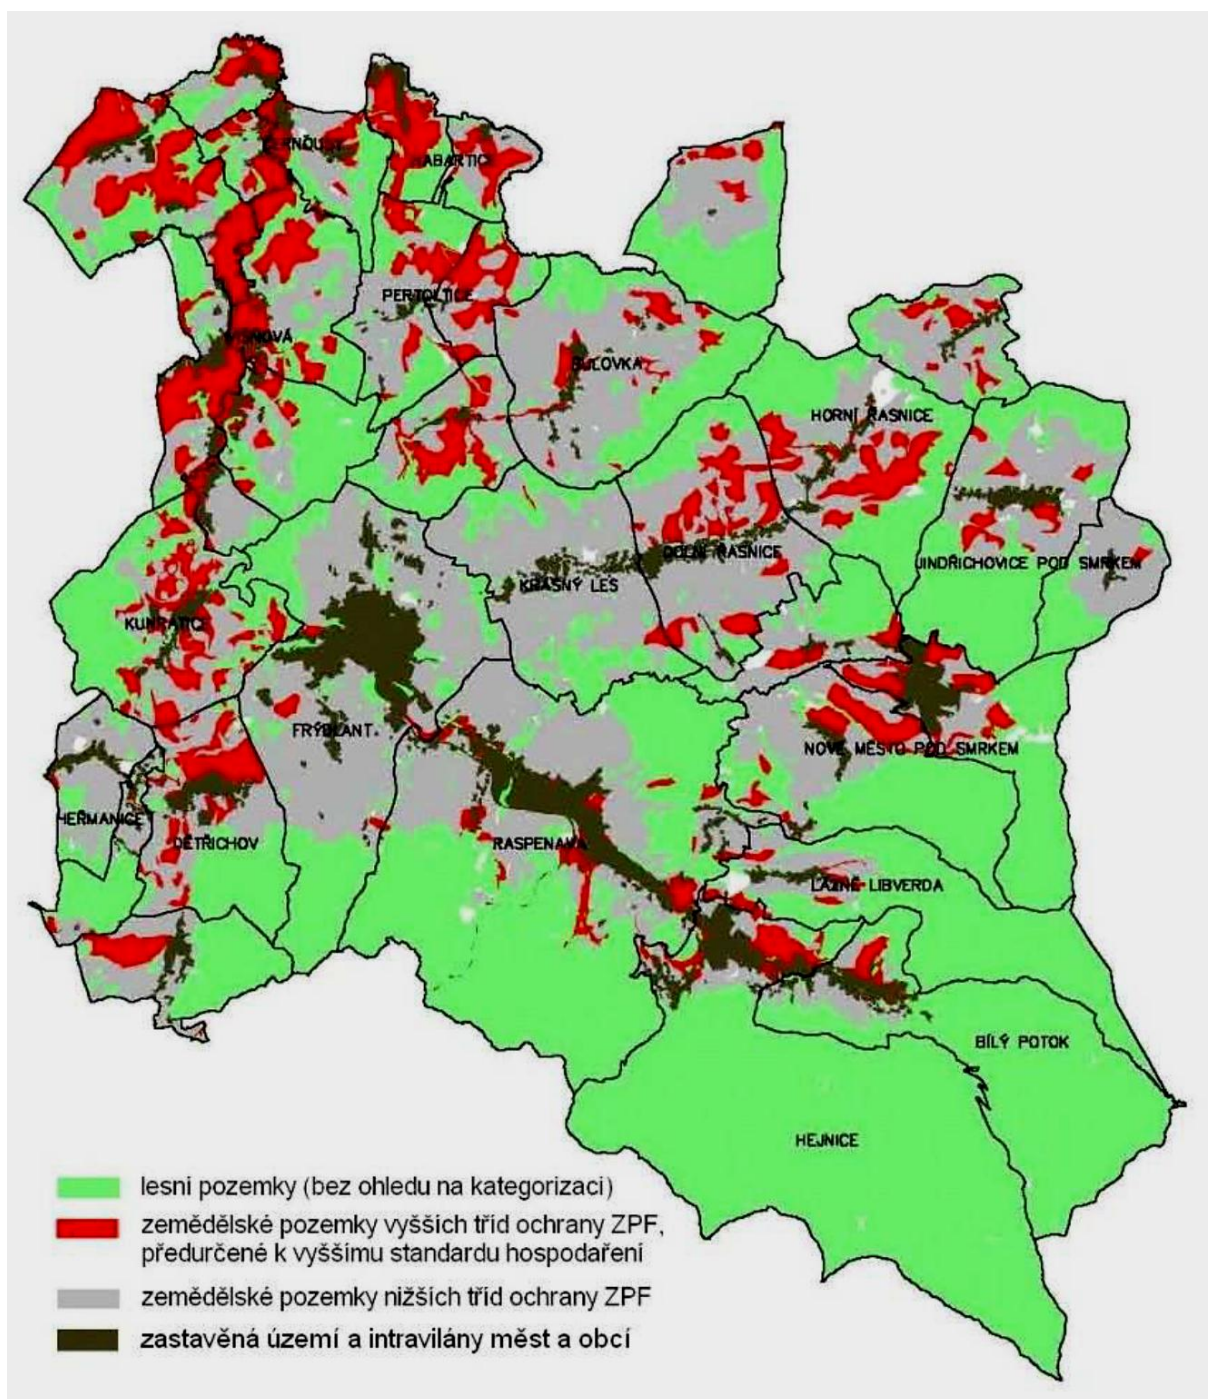 ČERNOUSY
HABARTICE
PERTOLTICE
VIŠŇOVÁ
BULOVKA
HORNÍ ŘASNICE
DOLNÍ ŘASNICE
JINDŘICHOVICE POD SMRKEM
KRÁSNÝ LES
KUNRATICE
FRÝDLANT
NOVÉ MĚSTO POD SMRKEM
HEŘMANICE
DĚTŘICHOV
RASPENAVA
LÁZNĚ LIBVERDA
BÍLÝ POTOK
HEJNICE
lesní pozemky (bez ohledu na kategorizaci)
zemědělské pozemky vyšších tříd ochrany ZPF,
předurčené k vyššímu standardu hospodaření
zemědělské pozemky nižších tříd ochrany ZPF
zastavěná území a intravilány měst a obcí